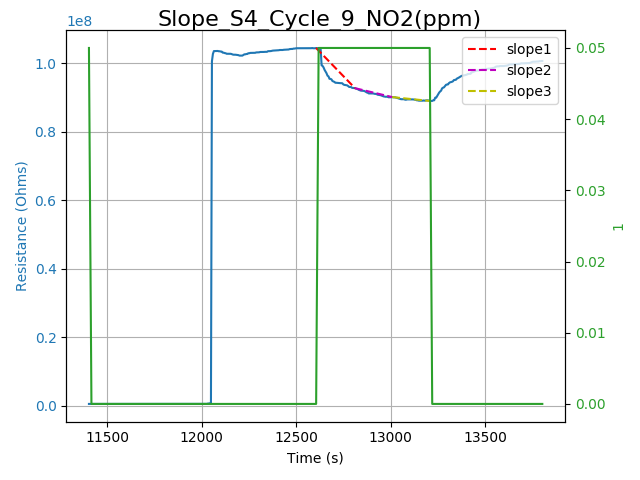 Slope_S4_Cycle_9_NO2(ppm)
1e8
slope1
slope2
slope3
1.0
0.8
0.6
0.4
0.2
0.0
Resistance (Ohms)
0.05
0.04
0.03
0.02
0.01
0.00
1
11500 12000 12500 13000 13500
Time (s)